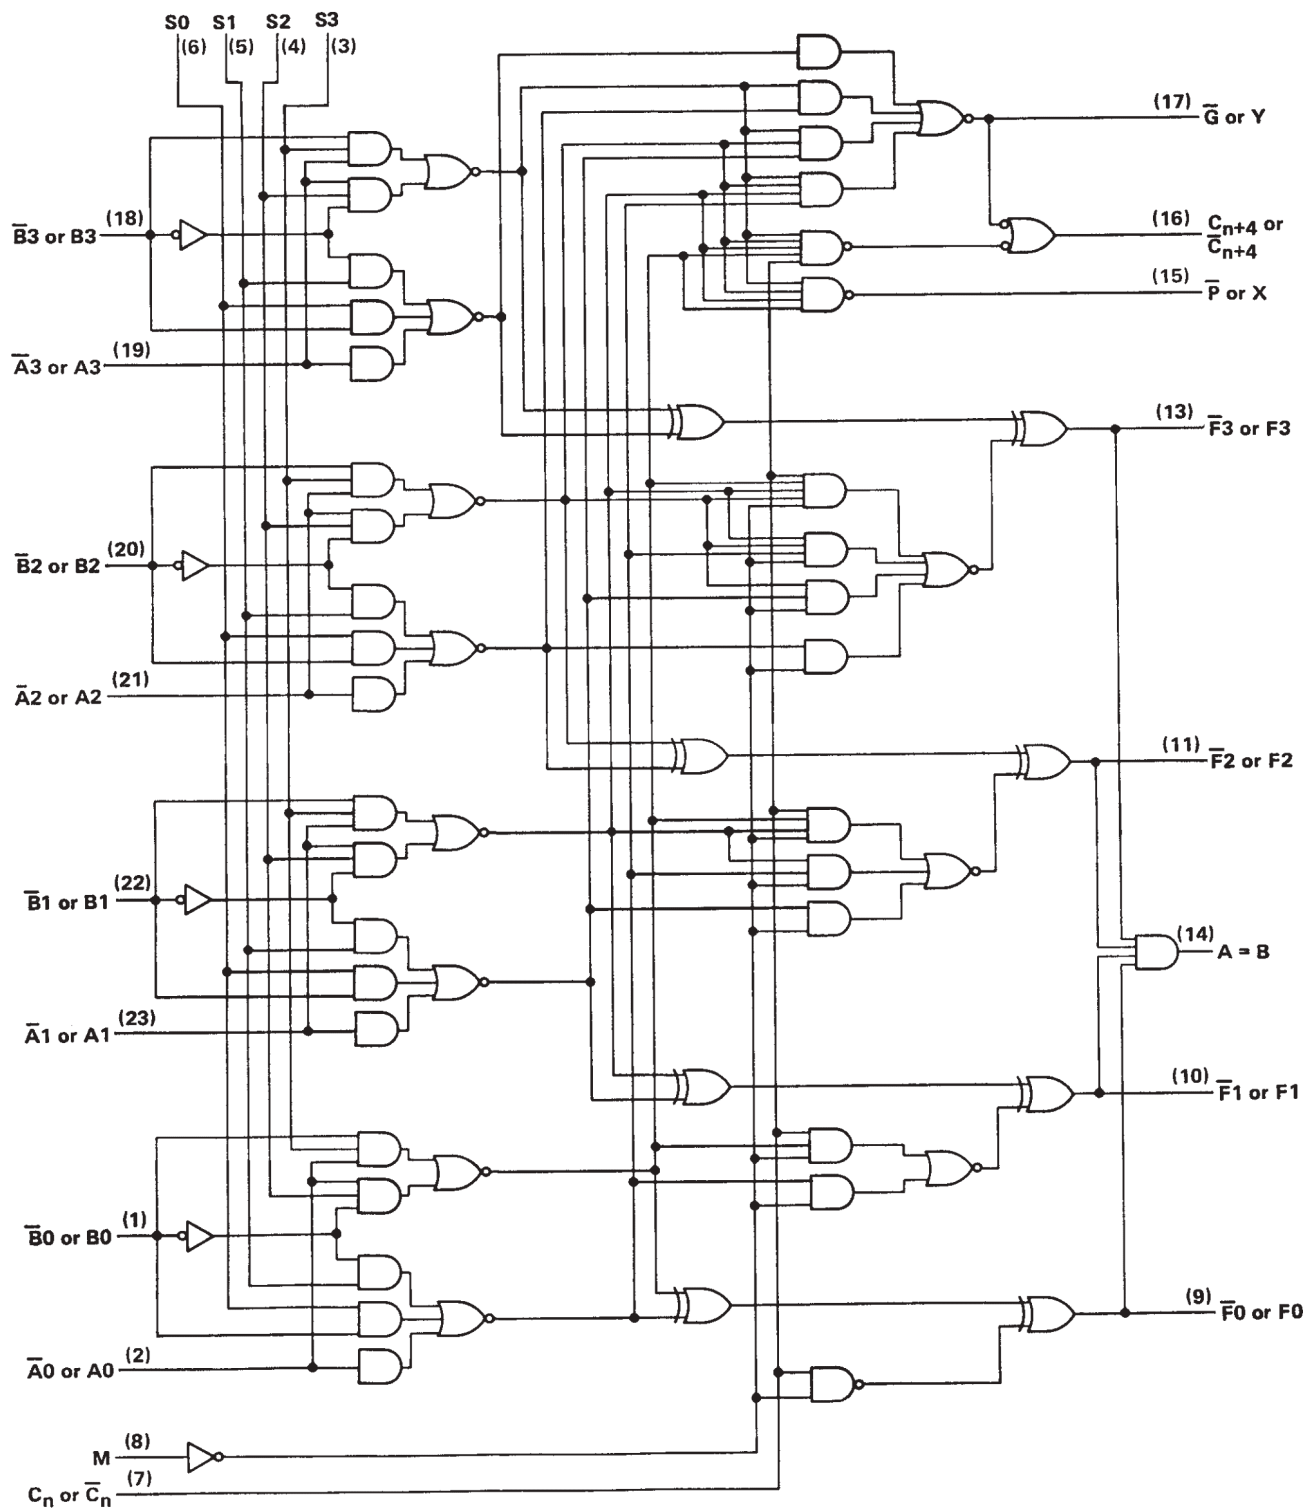 S0 S1 S2 S3
(6) (5) (4) (3)
(17) G̅ or Y
(18) B̅3 or B3
(16) Cn+4 or
C̅n+4
(15) P̅ or X
(19) A̅3 or A3
(13) F̅3 or F3
(20) B̅2 or B2
(21) A̅2 or A2
(11) F̅2 or F2
(22) B̅1 or B1
(14) A = B
(23) A̅1 or A1
(10) F̅1 or F1
(1) B̅0 or B0
(9) F̅0 or F0
(2) A̅0 or A0
M (8)
Cn or C̅n (7)